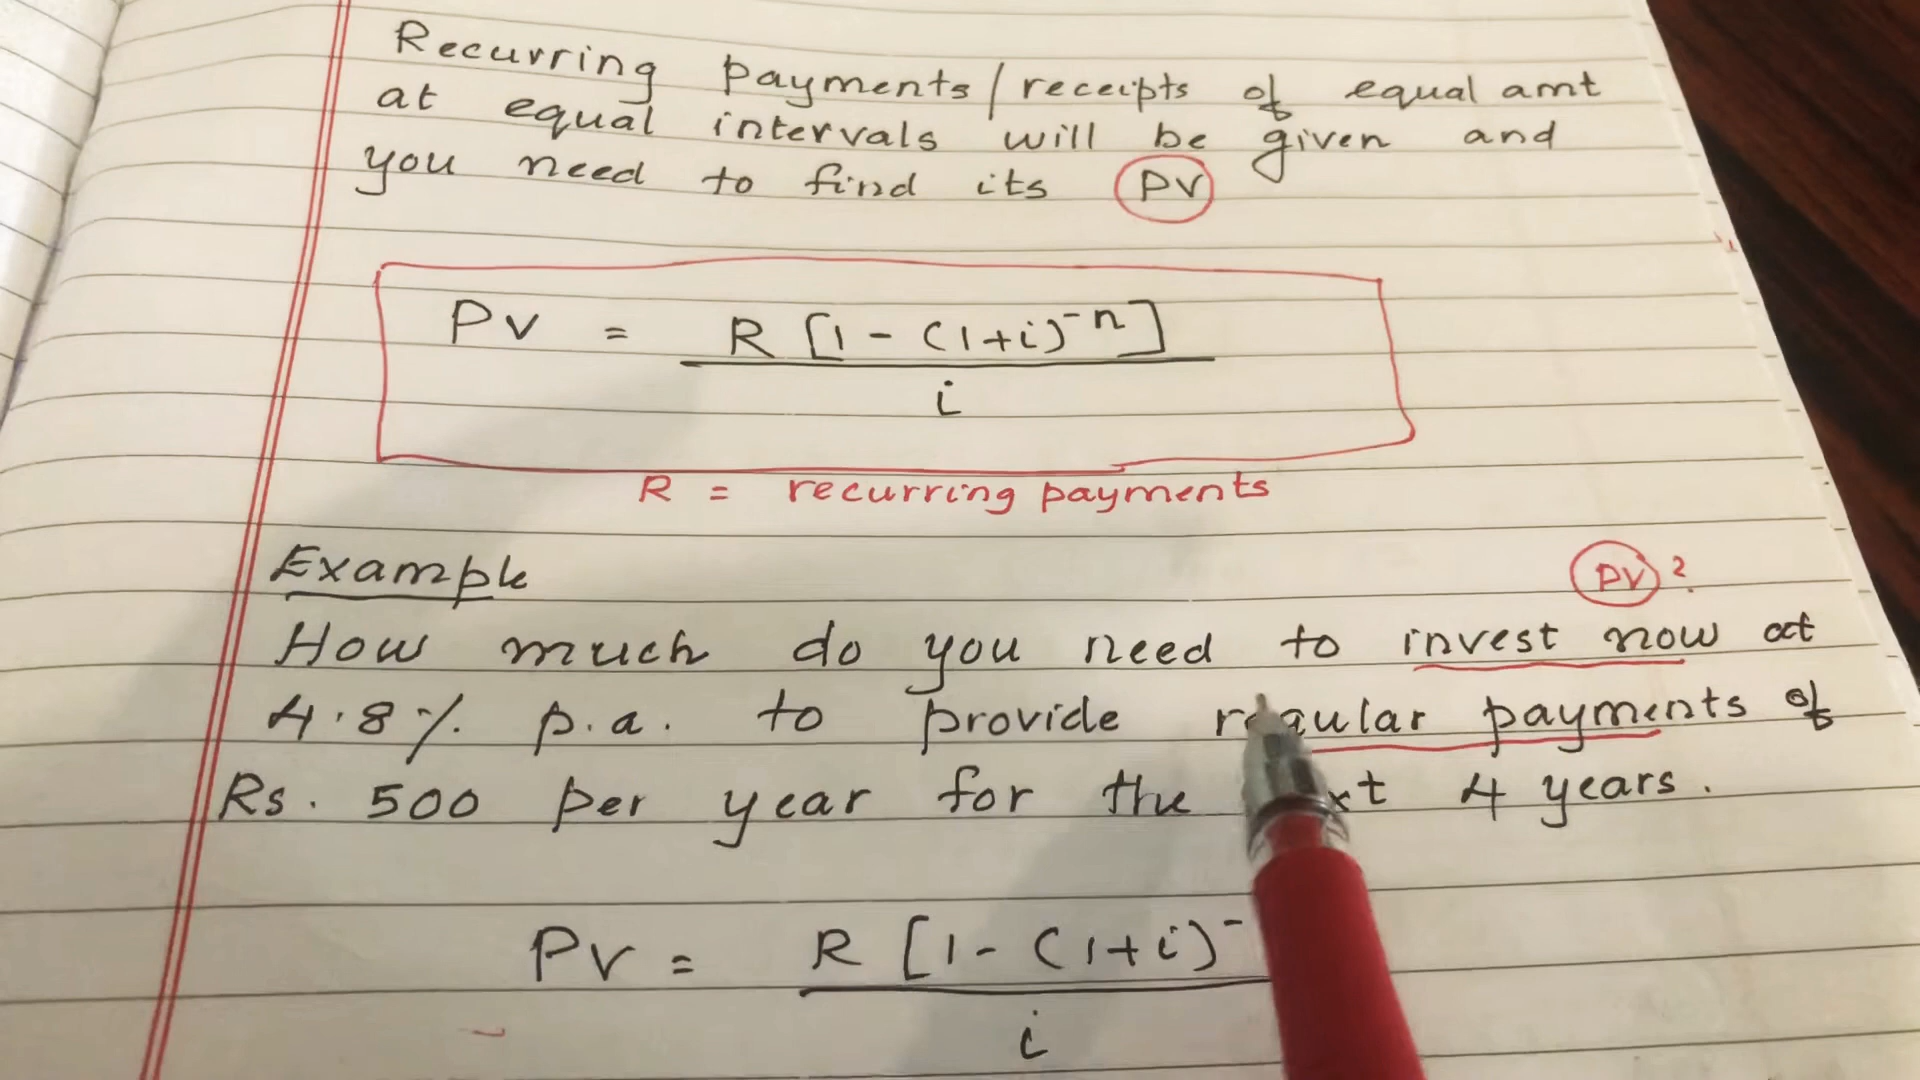 Recurring payments/receipts of equal amt
at equal intervals will be given and
you need to find its PV
PV = R [1 - (1+i)⁻ⁿ]
i
R = recurring payments
Example
PV ?
How much do you need to invest now at
4.8% p.a. to provide regular payments of
Rs. 500 per year for the 4 years.
PV = R [1 - (1+i)⁻
i